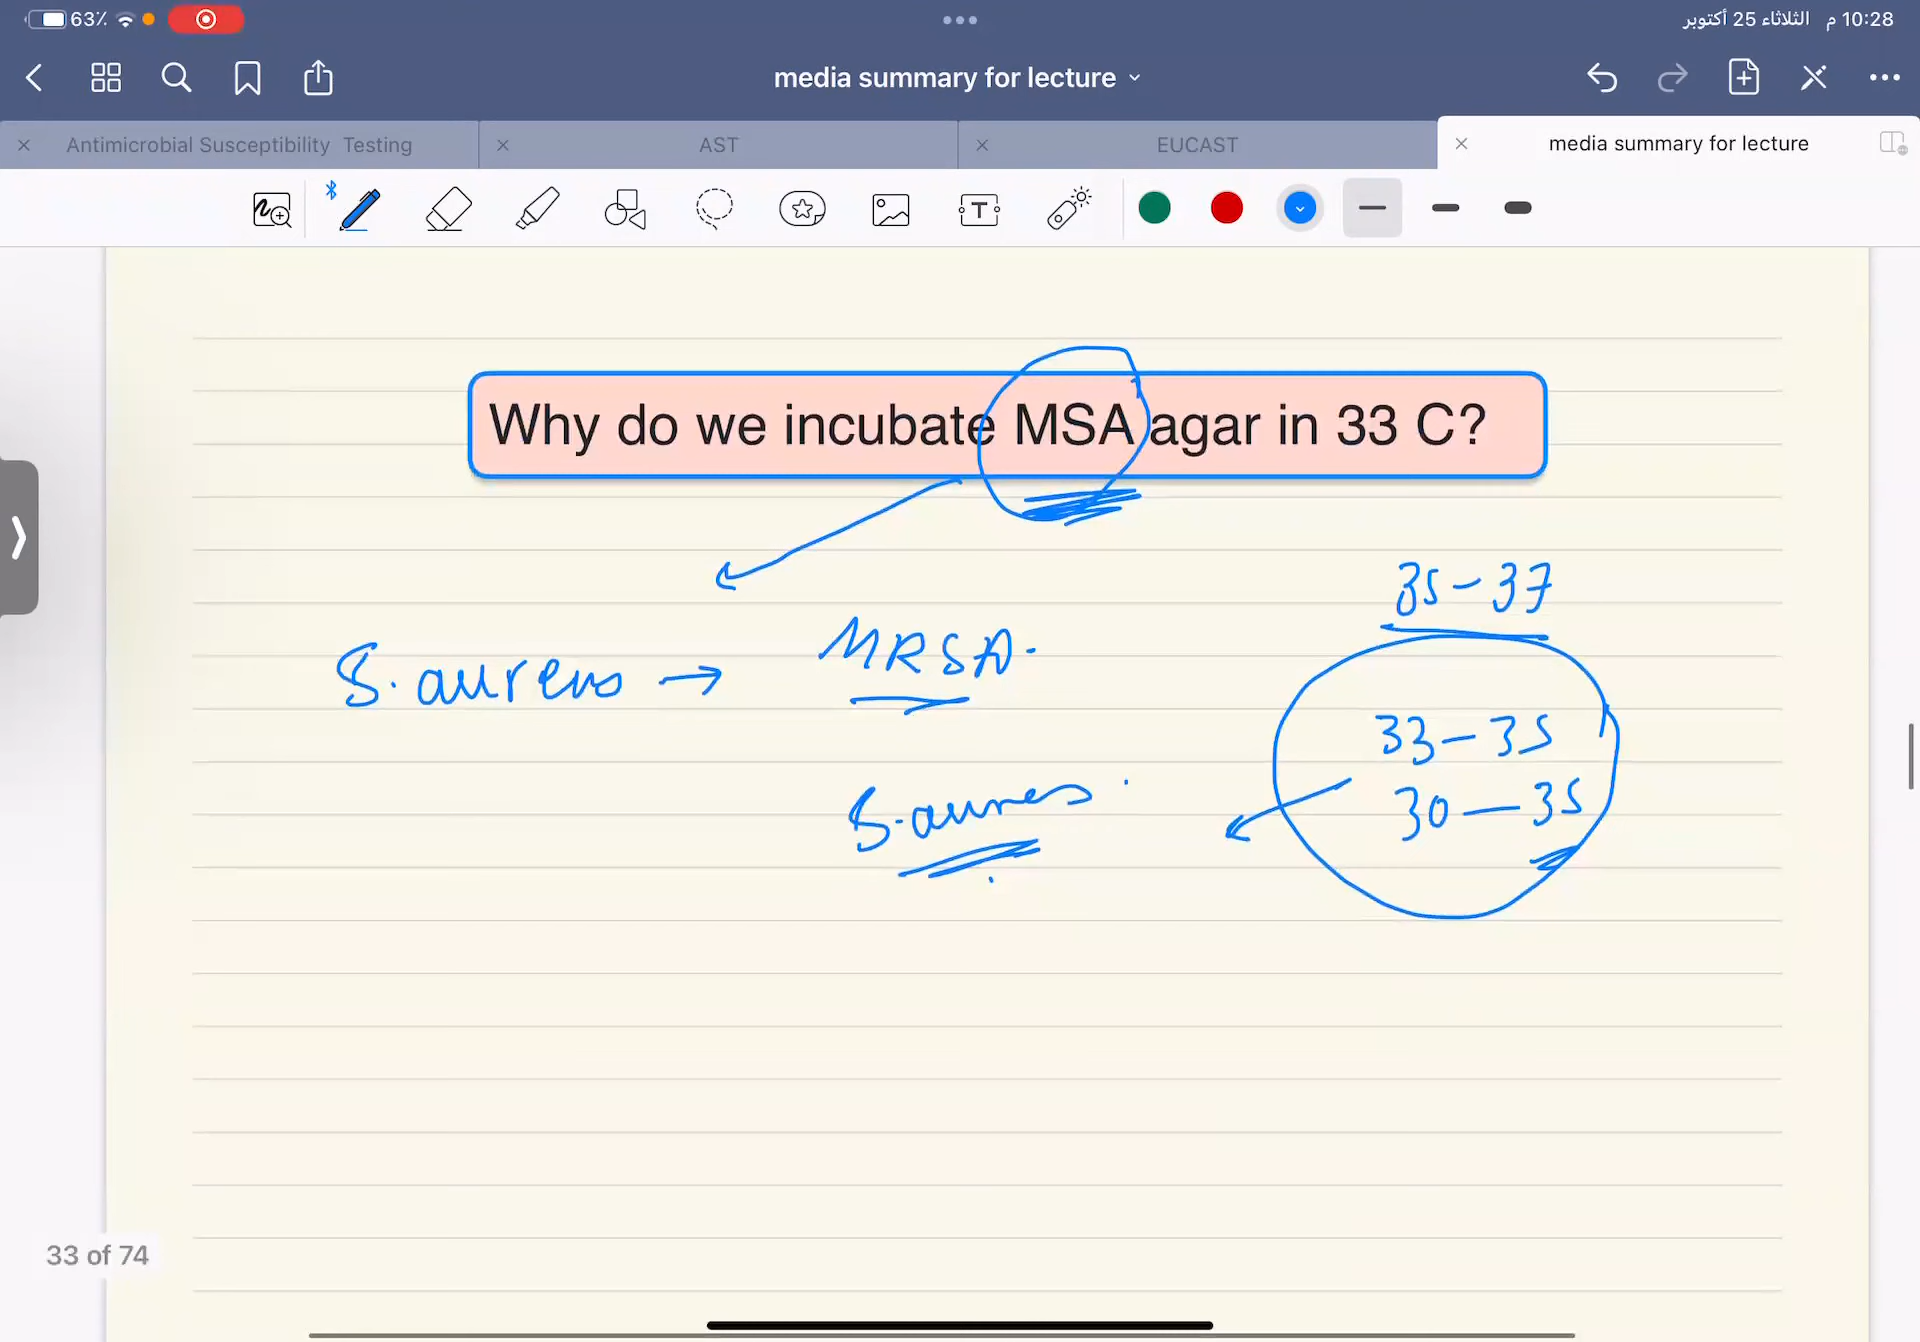 63٪
10:28 م الثلاثاء 25 أكتوبر
media summary for lecture
Antimicrobial Susceptibility Testing
AST
EUCAST
media summary for lecture
Why do we incubate MSA agar in 33 C?
35-37
S. aureus → MRSA.
33-35
S. aureus
30-35
33 of 74